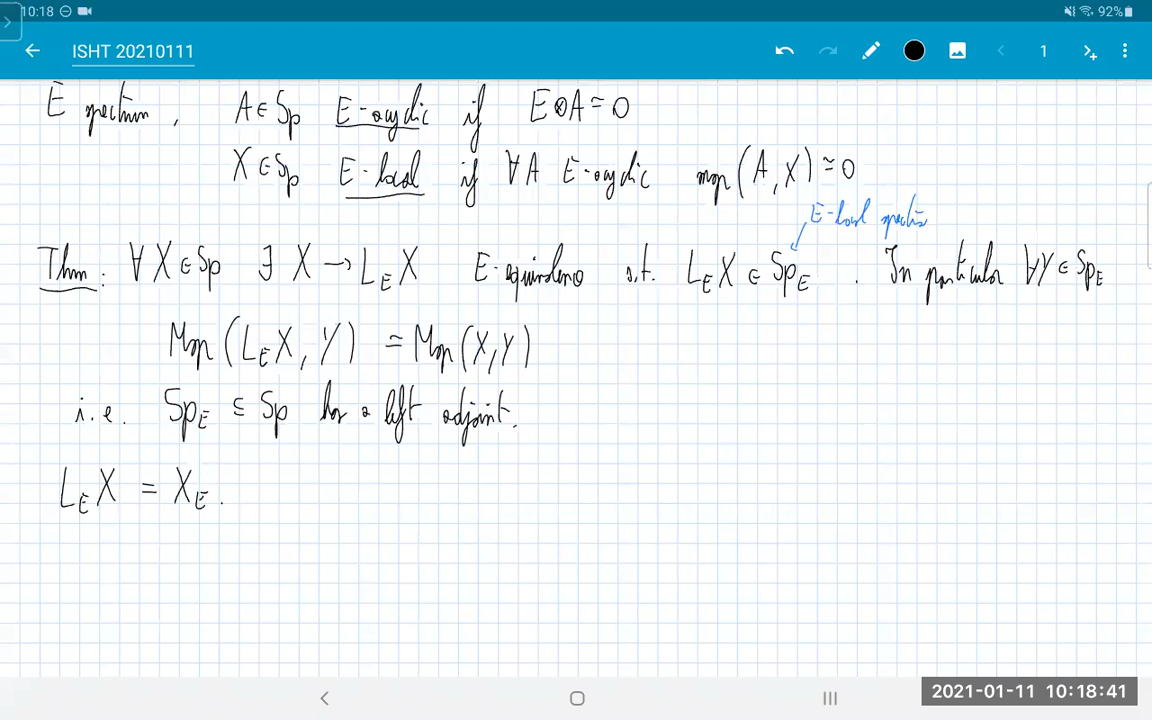 10:18 92%
ISHT 20210111 1
E spectrum, A ∈ Sp E-acyclic if E⊗A ≃ 0
X ∈ Sp E-local if ∀A E-acyclic map(A, X) ≃ 0
E-local spectra
Thm: ∀X ∈ Sp ∃ X → L_E X E-equivalence s.t. L_E X ∈ Sp_E. In particular ∀Y ∈ Sp_E
Map(L_E X, Y) ≃ Map(X, Y)
i.e. Sp_E ⊆ Sp has a left adjoint.
L_E X = X_E.
2021-01-11 10:18:41